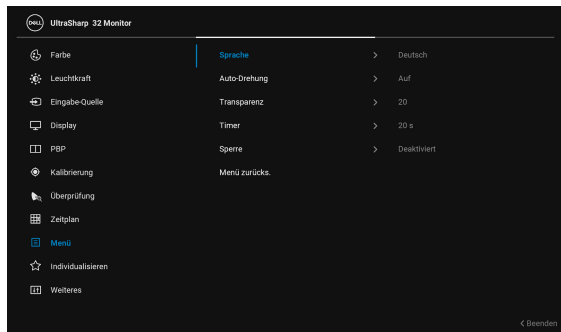 DELL UltraSharp 32 Monitor
Farbe
Sprache > Deutsch
Leuchtkraft
Auto-Drehung > Auf
Eingabe-Quelle
Transparenz > 20
Display
Timer > 20 s
PBP
Sperre > Deaktiviert
Kalibrierung
Menü zurücks.
Überprüfung
Zeitplan
Menü
Individualisieren
Weiteres
< Beenden